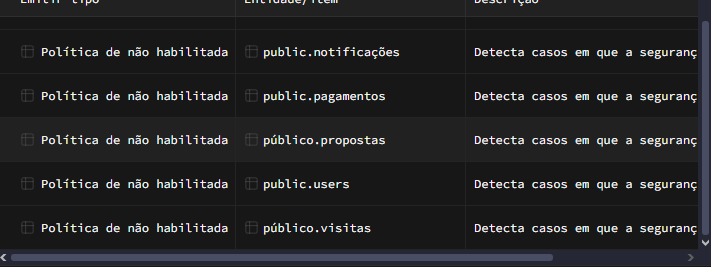 Emitir tipo Entidade/Item Descrição
Política de não habilitada public.notificações Detecta casos em que a seguranç
Política de não habilitada public.pagamentos Detecta casos em que a seguranç
Política de não habilitada público.propostas Detecta casos em que a seguranç
Política de não habilitada public.users Detecta casos em que a seguranç
Política de não habilitada público.visitas Detecta casos em que a seguranç